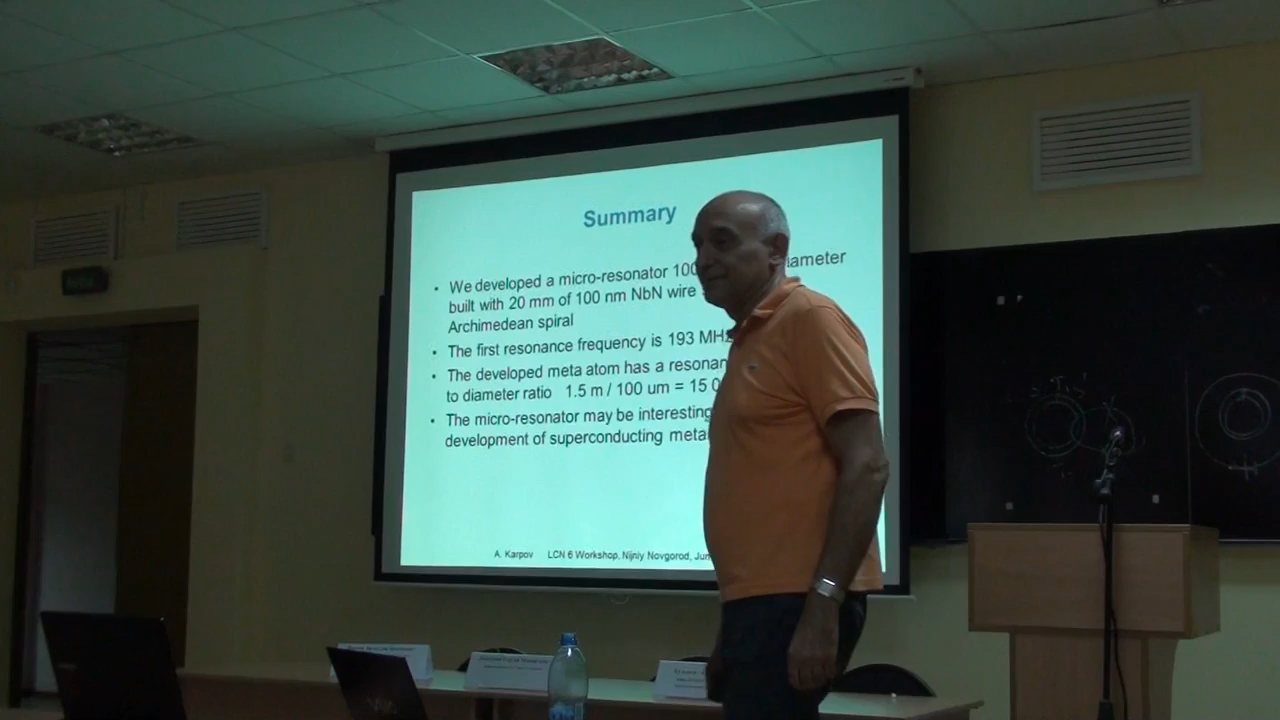 Summary
• We developed a micro-resonator 100 iameter
built with 20 mm of 100 nm NbN wire
Archimedean spiral
• The first resonance frequency is 193 MHz
• The developed meta atom has a resonan
to diameter ratio 1.5 m / 100 um = 15 0
• The micro-resonator may be interesting
development of superconducting meta
A. Karpov LCN 6 Workshop, Nijniy Novgorod, Jun